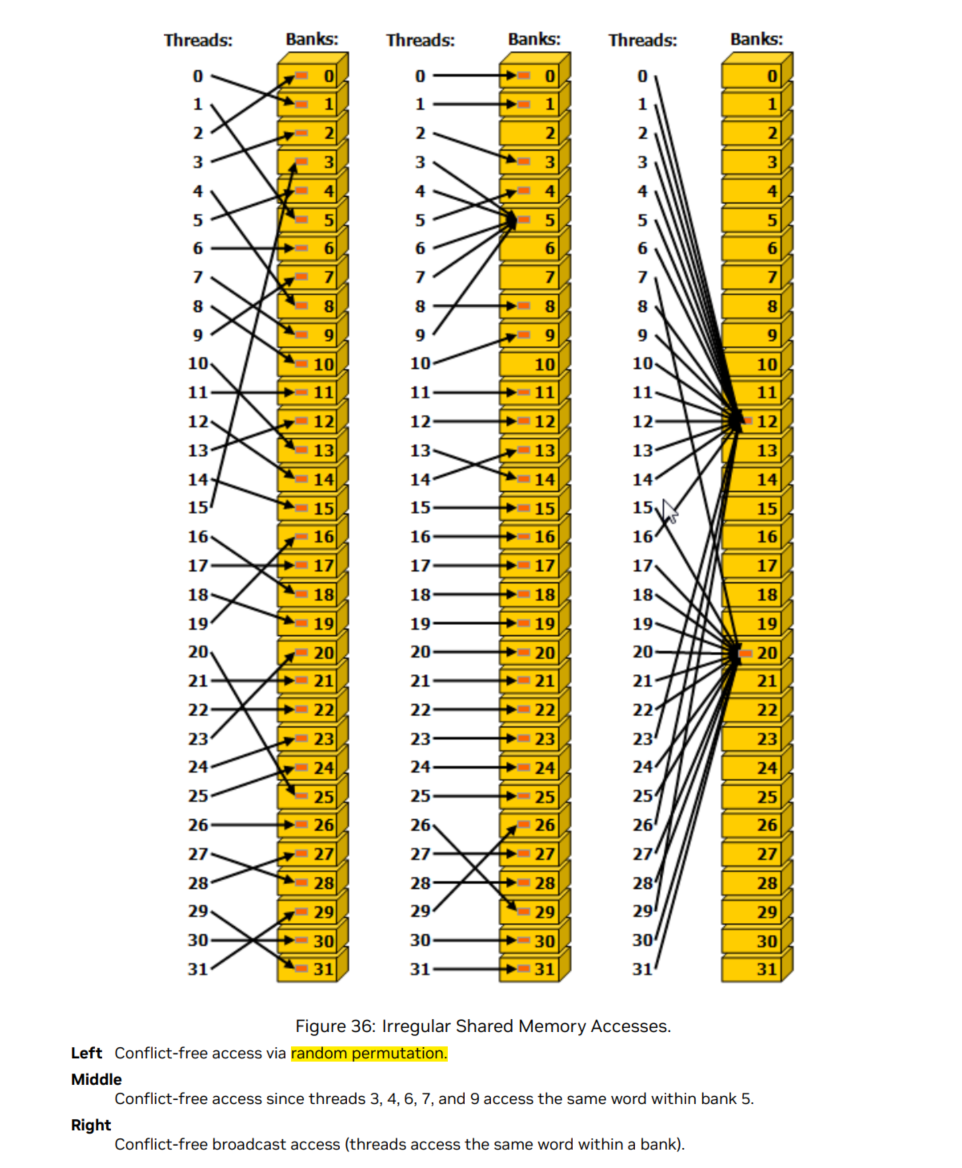 Threads: Banks: Threads: Banks: Threads: Banks:
0 0 0 0 0 0
1 1 1 1 1 1
2 2 2 2 2 2
3 3 3 3 3 3
4 4 4 4 4 4
5 5 5 5 5 5
6 6 6 6 6 6
7 7 7 7 7 7
8 8 8 8 8 8
9 9 9 9 9 9
10 10 10 10 10 10
11 11 11 11 11 11
12 12 12 12 12 12
13 13 13 13 13 13
14 14 14 14 14 14
15 15 15 15 15 15
16 16 16 16 16 16
17 17 17 17 17 17
18 18 18 18 18 18
19 19 19 19 19 19
20 20 20 20 20 20
21 21 21 21 21 21
22 22 22 22 22 22
23 23 23 23 23 23
24 24 24 24 24 24
25 25 25 25 25 25
26 26 26 26 26 26
27 27 27 27 27 27
28 28 28 28 28 28
29 29 29 29 29 29
30 30 30 30 30 30
31 31 31 31 31 31
Figure 36: Irregular Shared Memory Accesses.
Left Conflict-free access via random permutation.
Middle
Conflict-free access since threads 3, 4, 6, 7, and 9 access the same word within bank 5.
Right
Conflict-free broadcast access (threads access the same word within a bank).